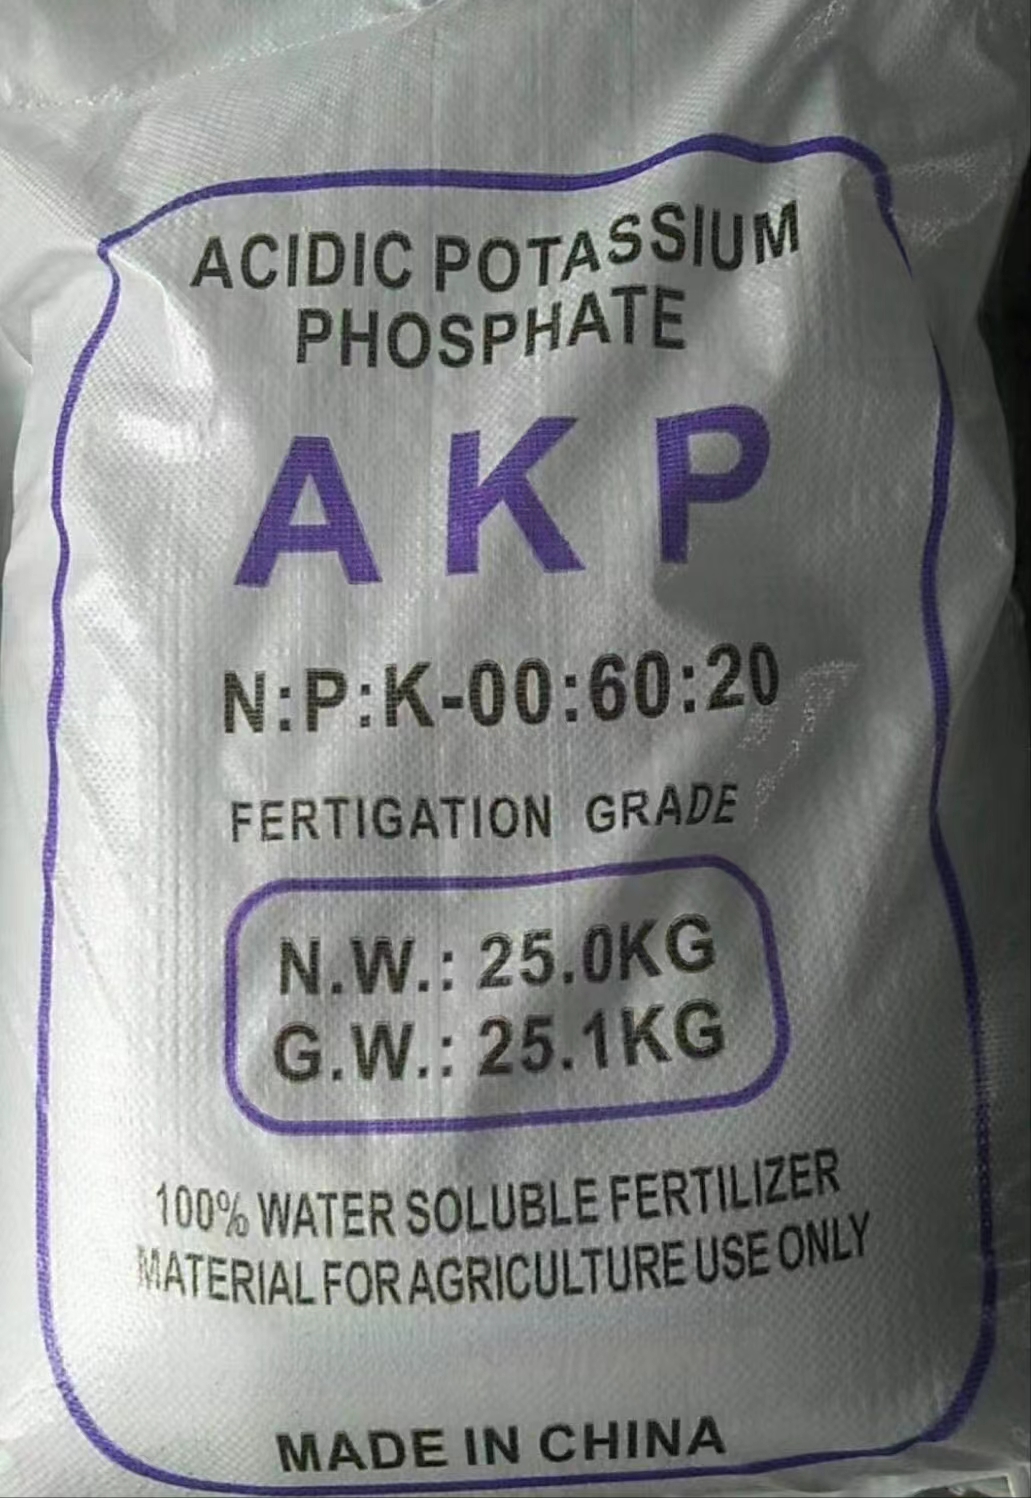 ACIDIC POTASSIUM
PHOSPHATE
AKP
N:P:K-00:60:20
FERTIGATION GRADE
N.W.: 25.0KG
G.W.: 25.1KG
100% WATER SOLUBLE FERTILIZER
MATERIAL FOR AGRICULTURE USE ONLY
MADE IN CHINA